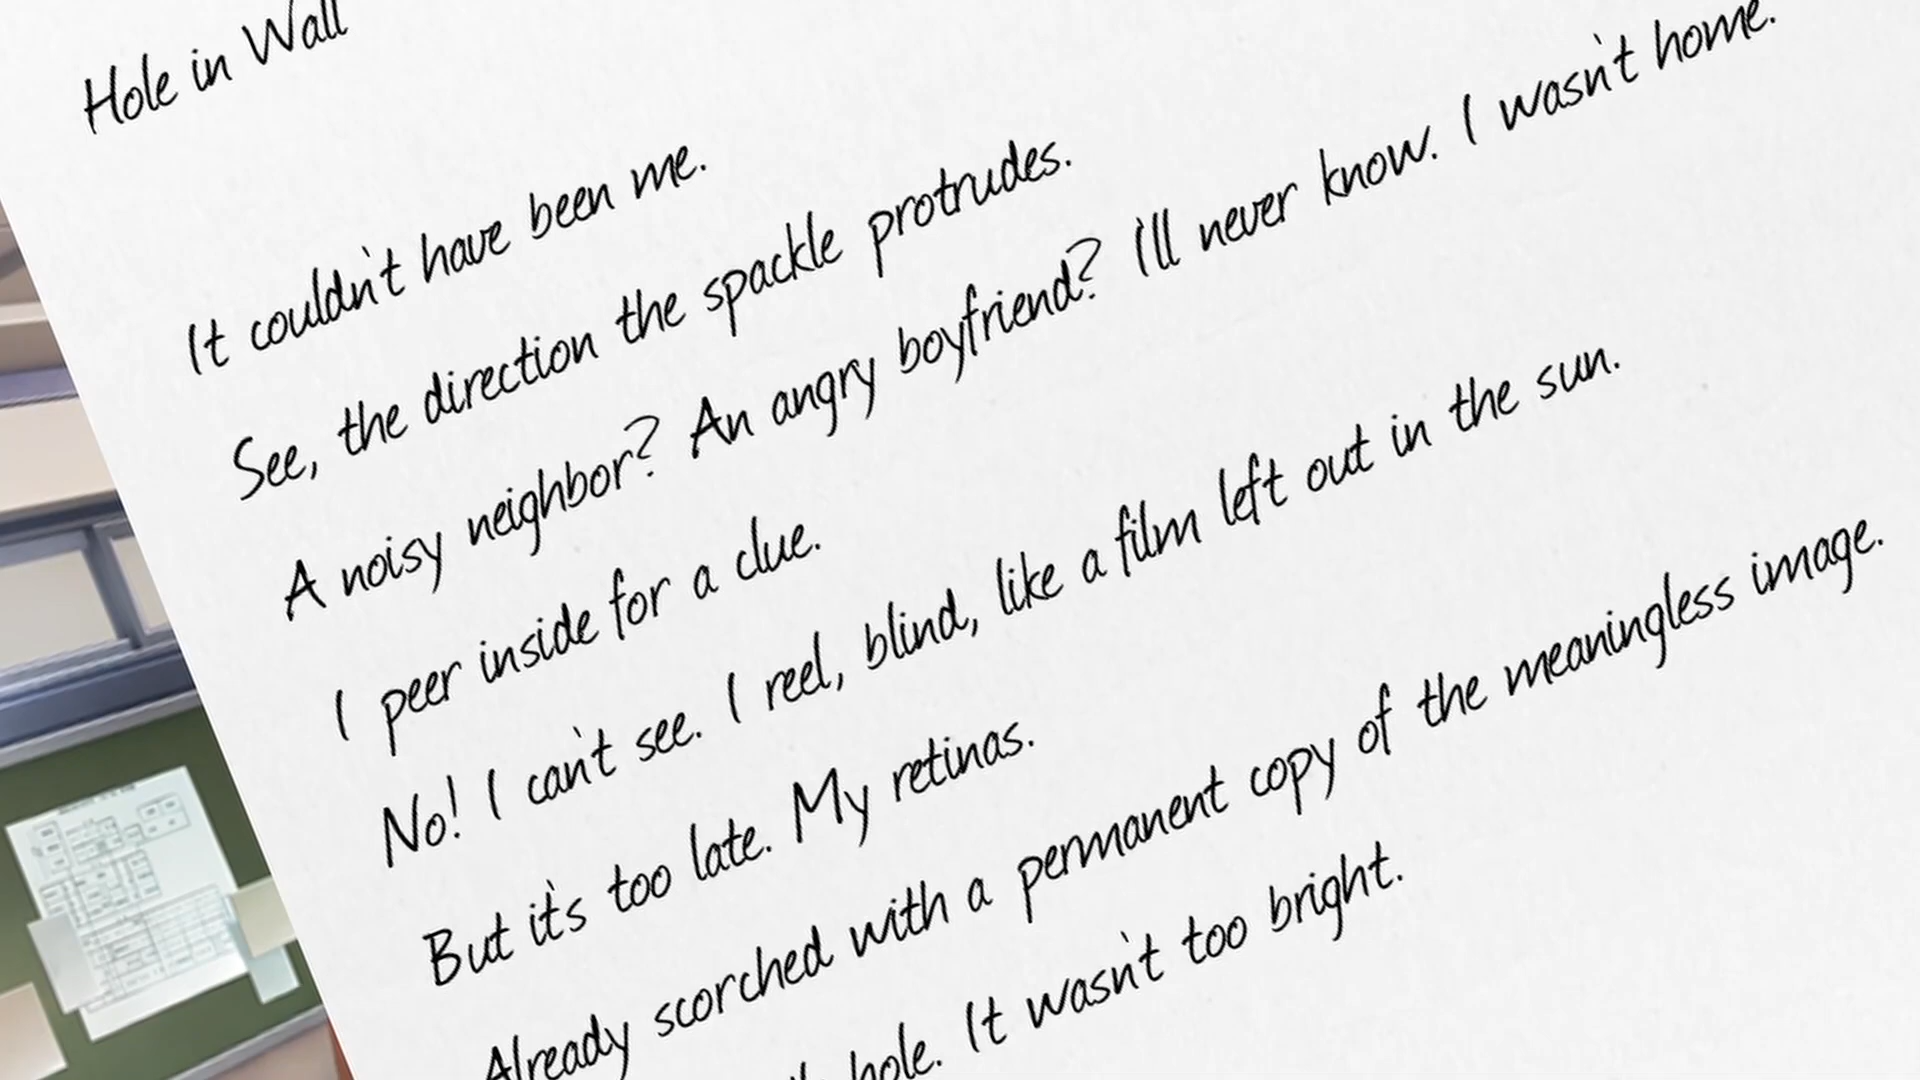 Hole in Wall
It couldn't have been me.
See, the direction the spackle protrudes.
A noisy neighbor? An angry boyfriend? I'll never know. I wasn't home.
I peer inside for a clue.
No! I can't see. I reel, blind, like a film left out in the sun.
But it's too late. My retinas.
Already scorched with a permanent copy of the meaningless image.
hole. It wasn't too bright.